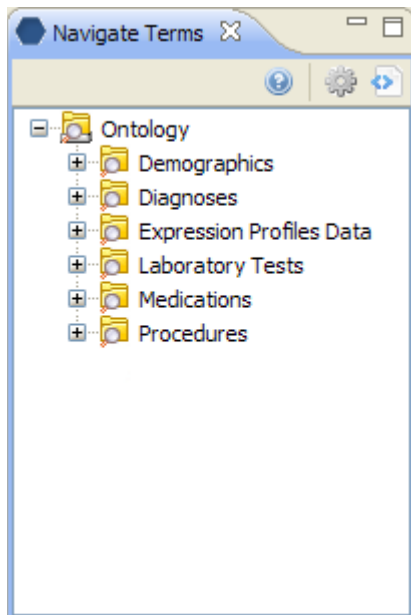 Navigate Terms
Ontology
Demographics
Diagnoses
Expression Profiles Data
Laboratory Tests
Medications
Procedures